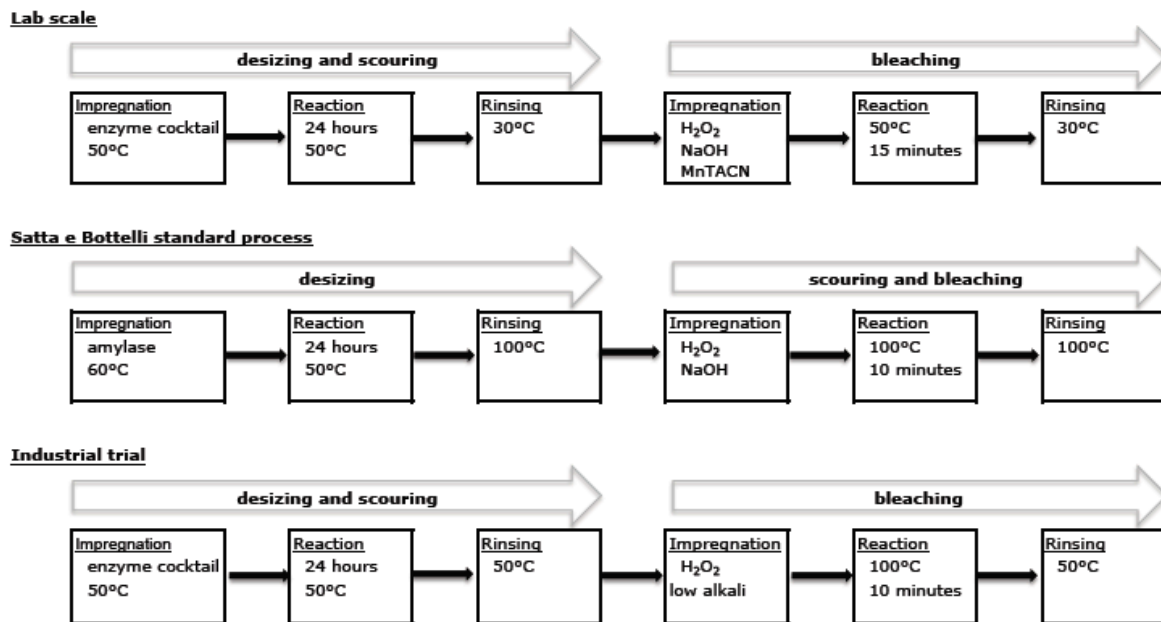 Lab scale
desizing and scouring
bleaching
Impregnation
enzyme cocktail
50ºC
Reaction
24 hours
50ºC
Rinsing
30ºC
Impregnation
H₂O₂
NaOH
MnTACN
Reaction
50ºC
15 minutes
Rinsing
30ºC
Satta e Bottelli standard process
desizing
scouring and bleaching
Impregnation
amylase
60ºC
Reaction
24 hours
50ºC
Rinsing
100ºC
Impregnation
H₂O₂
NaOH
Reaction
100ºC
10 minutes
Rinsing
100ºC
Industrial trial
desizing and scouring
bleaching
Impregnation
enzyme cocktail
50ºC
Reaction
24 hours
50ºC
Rinsing
50ºC
Impregnation
H₂O₂
low alkali
Reaction
100ºC
10 minutes
Rinsing
50ºC